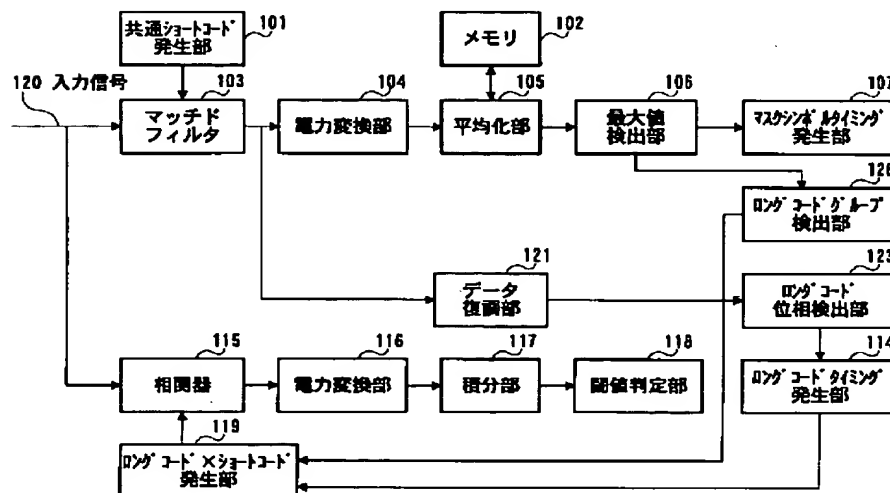 共通ｼｮｰﾄｺｰﾄﾞ
発生部
101
メモリ
102
120 入力信号
103
マッチド
フィルタ
104
電力変換部
105
平均化部
106
最大値
検出部
107
ﾏｽｸｼﾝﾎﾞﾙﾀｲﾐﾝｸﾞ
発生部
126
ﾛﾝｸﾞｺｰﾄﾞｸﾞﾙｰﾌﾟ
検出部
121
データ
復調部
123
ﾛﾝｸﾞｺｰﾄﾞ
位相検出部
115
相関器
116
電力変換部
117
積分部
118
閾値判定部
114
ﾛﾝｸﾞｺｰﾄﾞﾀｲﾐﾝｸﾞ
発生部
119
ﾛﾝｸﾞｺｰﾄﾞ×ｼｮｰﾄｺｰﾄﾞ
発生部